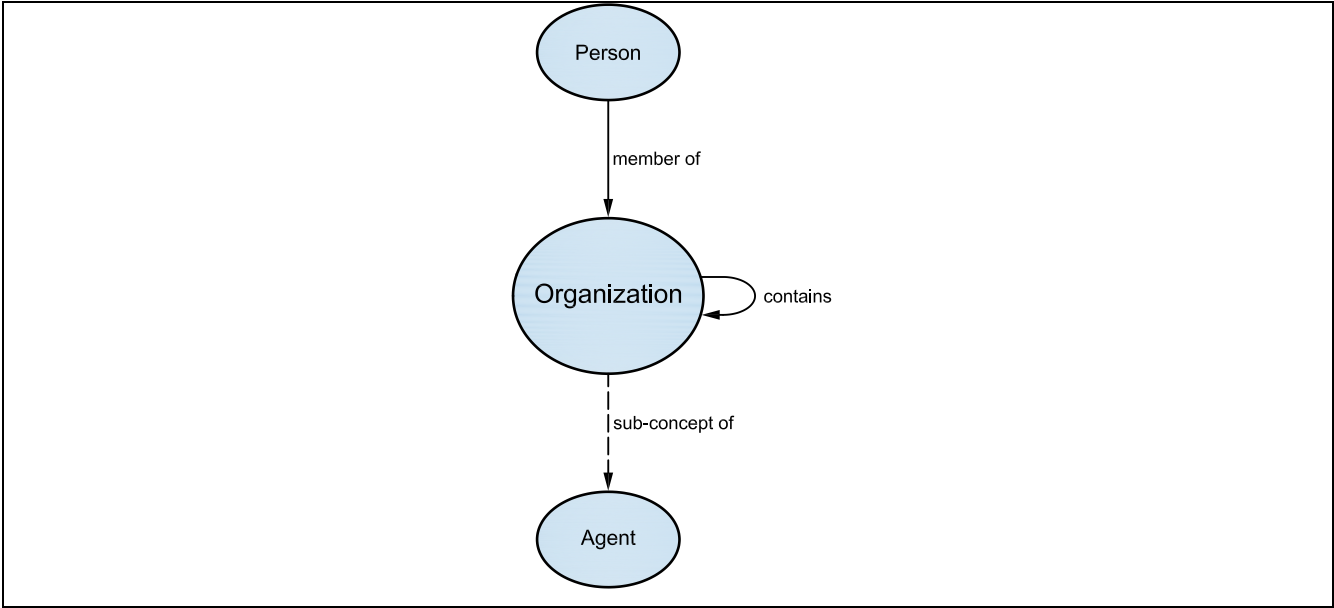 Person
member of
Organization
contains
sub-concept of
Agent